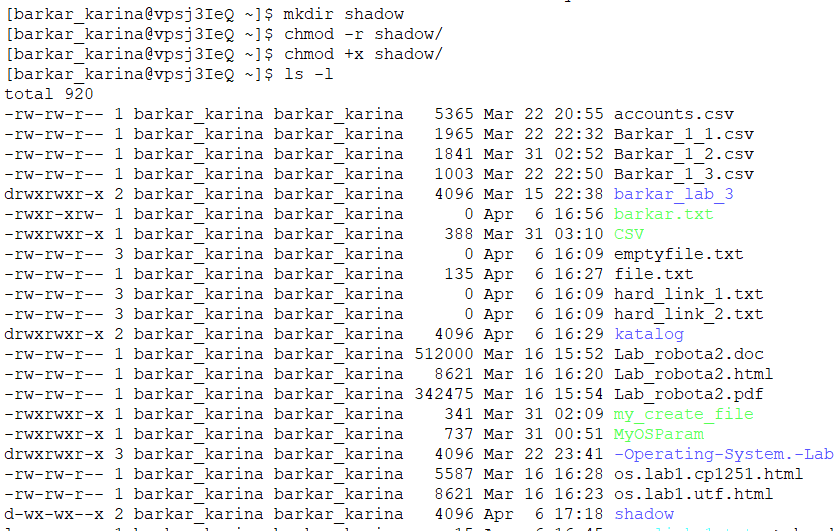 [barkar_karina@vpsj3IeQ ~]$ mkdir shadow
[barkar_karina@vpsj3IeQ ~]$ chmod -r shadow/
[barkar_karina@vpsj3IeQ ~]$ chmod +x shadow/
[barkar_karina@vpsj3IeQ ~]$ ls -l
total 920
-rw-rw-r-- 1 barkar_karina barkar_karina   5365 Mar 22 20:55 accounts.csv
-rw-rw-r-- 1 barkar_karina barkar_karina   1965 Mar 22 22:32 Barkar_1_1.csv
-rw-rw-r-- 1 barkar_karina barkar_karina   1841 Mar 31 02:52 Barkar_1_2.csv
-rw-rw-r-- 1 barkar_karina barkar_karina   1003 Mar 22 22:50 Barkar_1_3.csv
drwxrwxr-x 2 barkar_karina barkar_karina   4096 Mar 15 22:38 barkar_lab_3
-rwxr-xrw- 1 barkar_karina barkar_karina      0 Apr  6 16:56 barkar.txt
-rwxrwxr-x 1 barkar_karina barkar_karina    388 Mar 31 03:10 CSV
-rw-rw-r-- 3 barkar_karina barkar_karina      0 Apr  6 16:09 emptyfile.txt
-rw-rw-r-- 1 barkar_karina barkar_karina    135 Apr  6 16:27 file.txt
-rw-rw-r-- 3 barkar_karina barkar_karina      0 Apr  6 16:09 hard_link_1.txt
-rw-rw-r-- 3 barkar_karina barkar_karina      0 Apr  6 16:09 hard_link_2.txt
drwxrwxr-x 2 barkar_karina barkar_karina   4096 Apr  6 16:29 katalog
-rw-rw-r-- 1 barkar_karina barkar_karina 512000 Mar 16 15:52 Lab_robota2.doc
-rw-rw-r-- 1 barkar_karina barkar_karina   8621 Mar 16 16:20 Lab_robota2.html
-rw-rw-r-- 1 barkar_karina barkar_karina 342475 Mar 16 15:54 Lab_robota2.pdf
-rwxrwxr-x 1 barkar_karina barkar_karina    341 Mar 31 02:09 my_create_file
-rwxrwxr-x 1 barkar_karina barkar_karina    737 Mar 31 00:51 MyOSParam
drwxrwxr-x 3 barkar_karina barkar_karina   4096 Mar 22 23:41 -Operating-System.-Lab
-rw-rw-r-- 1 barkar_karina barkar_karina   5587 Mar 16 16:28 os.lab1.cp1251.html
-rw-rw-r-- 1 barkar_karina barkar_karina   8621 Mar 16 16:23 os.lab1.utf.html
d-wx-wx--x 2 barkar_karina barkar_karina   4096 Apr  6 17:18 shadow